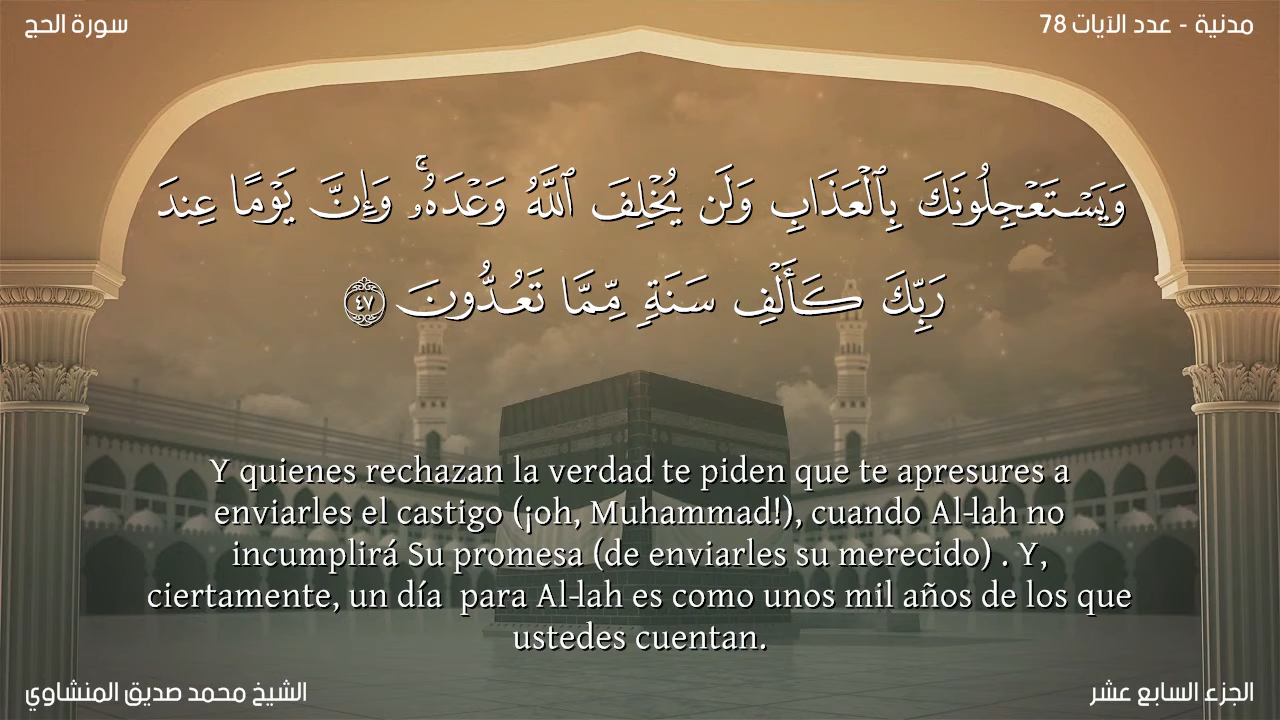 سورة الحج
مدنية - عدد الآيات 78
وَيَسْتَعْجِلُونَكَ بِٱلْعَذَابِ وَلَن يُخْلِفَ ٱللَّهُ وَعْدَهُۥۚ وَإِنَّ يَوْمًا عِندَ
رَبِّكَ كَأَلْفِ سَنَةٍ مِّمَّا تَعُدُّونَ ٤٧
Y quienes rechazan la verdad te piden que te apresures a
enviarles el castigo (¡oh, Muhammad!), cuando Al-lah no
incumplirá Su promesa (de enviarles su merecido) . Y,
ciertamente, un día  para Al-lah es como unos mil años de los que
ustedes cuentan.
الشيخ محمد صديق المنشاوي
الجزء السابع عشر